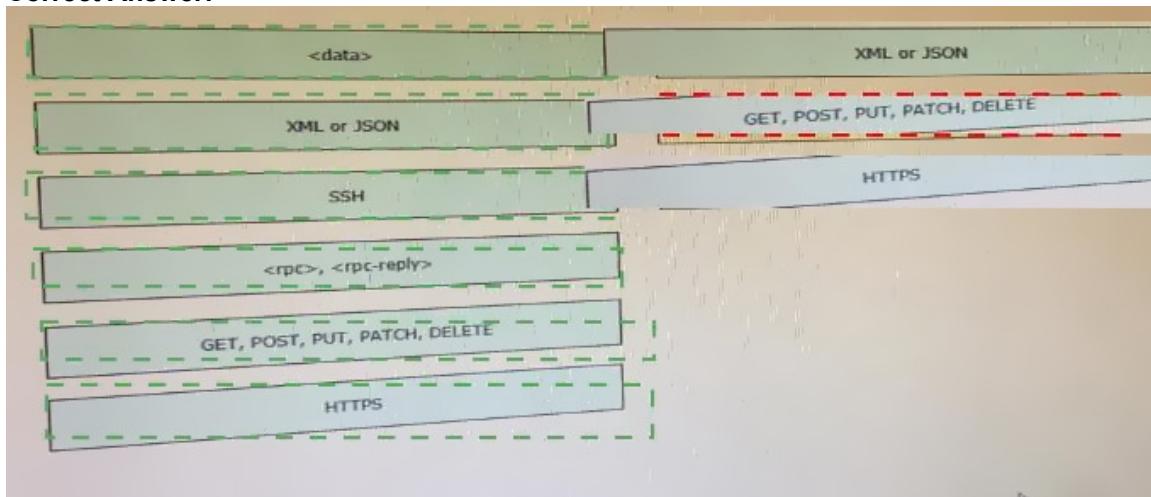 <data>
XML or JSON
XML or JSON
GET, POST, PUT, PATCH, DELETE
SSH
HTTPS
<rpc>, <rpc-reply>
GET, POST, PUT, PATCH, DELETE
HTTPS